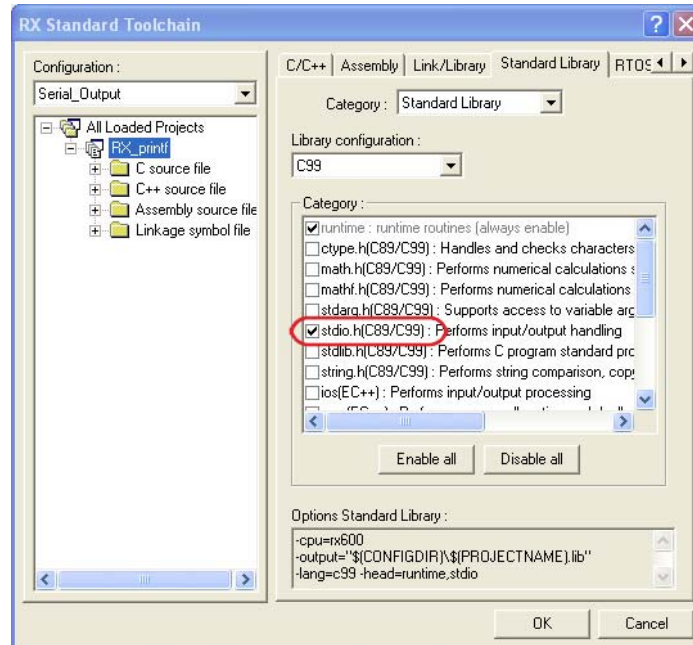 RX Standard Toolchain
Configuration :
Serial_Output
All Loaded Projects
RX_printf
C source file
C++ source file
Assembly source file
Linkage symbol file
C/C++ Assembly Link/Library Standard Library RTOS
Category : Standard Library
Library configuration :
C99
Category :
runtime : runtime routines (always enable)
ctype.h(C89/C99) : Handles and checks characters
math.h(C89/C99) : Performs numerical calculations s
mathf.h(C89/C99) : Performs numerical calculations
stdarg.h(C89/C99) : Supports access to variable arg
stdio.h(C89/C99) : Performs input/output handling
stdlib.h(C89/C99) : Performs C program standard pro
string.h(C89/C99) : Performs string comparison, copy
ios(EC++) : Performs input/output processing
Enable all Disable all
Options Standard Library :
-cpu=rx600
-output="$(CONFIGDIR)\$(PROJECTNAME).lib"
-lang=c99 -head=runtime,stdio
OK Cancel